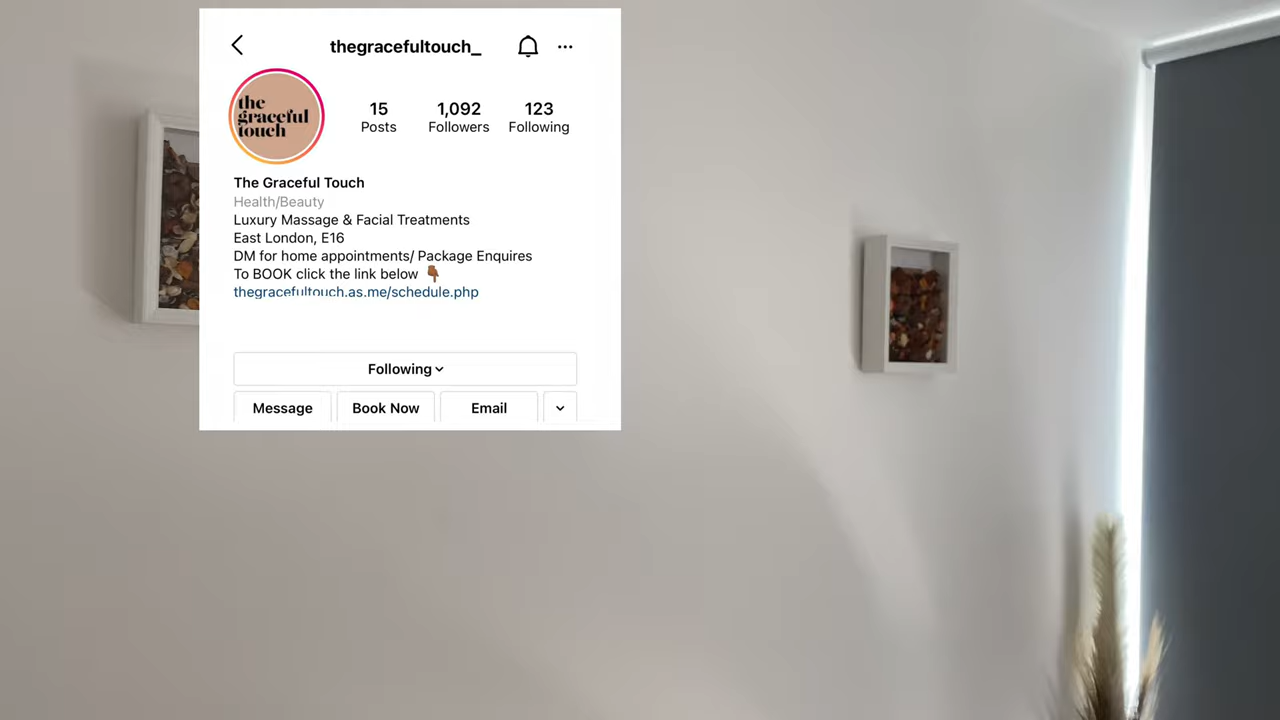 thegracefultouch_
the
graceful
touch
15
Posts
1,092
Followers
123
Following
The Graceful Touch
Health/Beauty
Luxury Massage & Facial Treatments
East London, E16
DM for home appointments/ Package Enquires
To BOOK click the link below 👇🏾
thegracefultouch.as.me/schedule.php
Following
Message
Book Now
Email